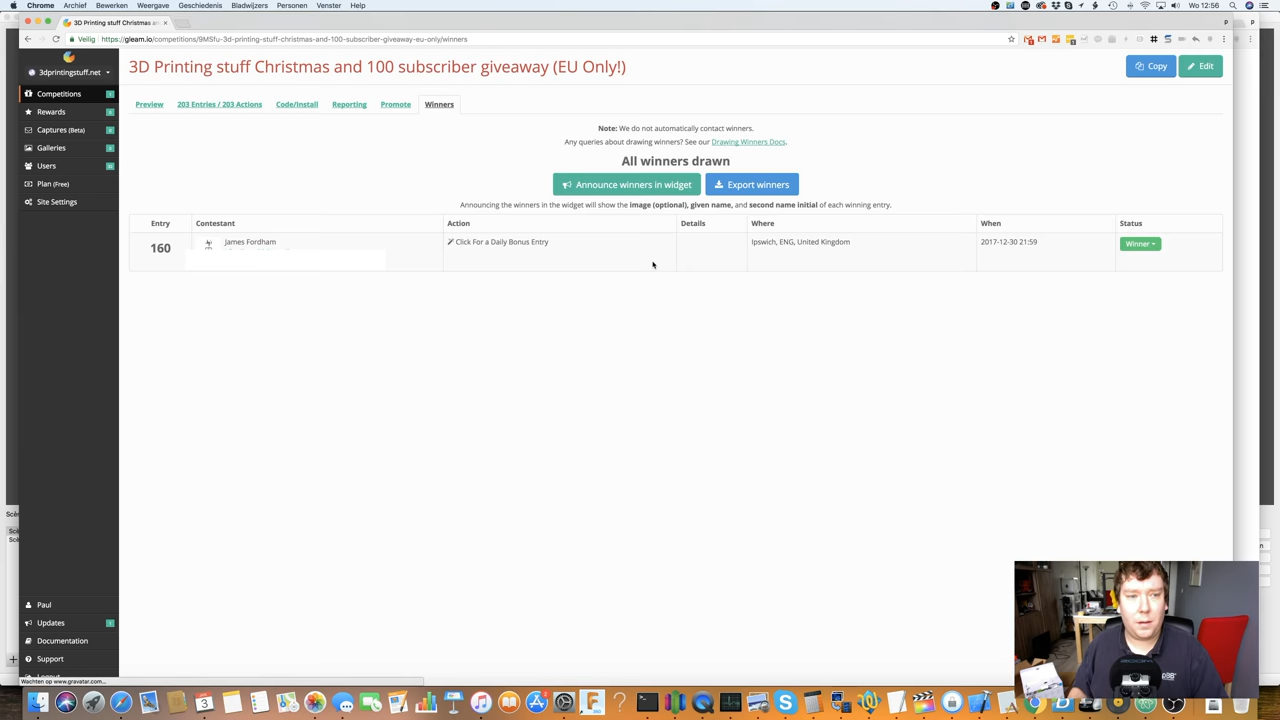 Chrome Archief Bewerken Weergave Geschiedenis Bladwijzers Personen Venster Help
Wo 12:56
3D Printing stuff Christmas an
Veilig https://gleam.io/competitions/9MSfu-3d-printing-stuff-christmas-and-100-subscriber-giveaway-eu-only/winners
3dprintingstuff.net
Competitions
Rewards
Captures (Beta)
Galleries
Users
Plan (Free)
Site Settings
3D Printing stuff Christmas and 100 subscriber giveaway (EU Only!)
Copy Edit
Preview 203 Entries / 203 Actions Code/Install Reporting Promote Winners
Note: We do not automatically contact winners.
Any queries about drawing winners? See our Drawing Winners Docs.
All winners drawn
Announce winners in widget Export winners
Announcing the winners in the widget will show the image (optional), given name, and second name initial of each winning entry.
Entry Contestant Action Details Where When Status
160 James Fordham Click For a Daily Bonus Entry Ipswich, ENG, United Kingdom 2017-12-30 21:59 Winner
Paul
Updates
Documentation
Support
Wachten op www.gravatar.com...